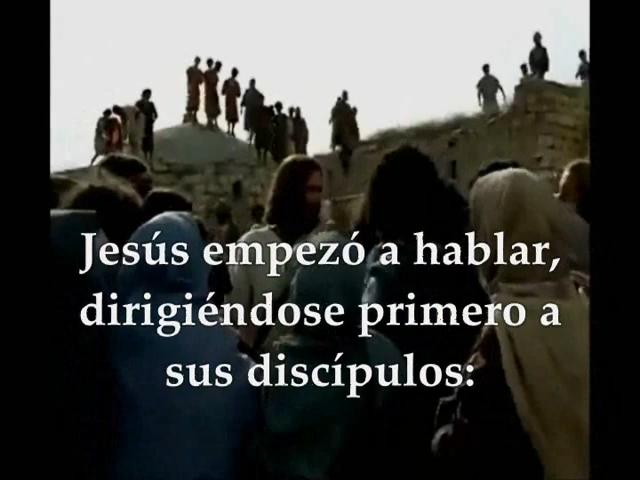 Jesús empezó a hablar,
dirigiéndose primero a
sus discípulos: